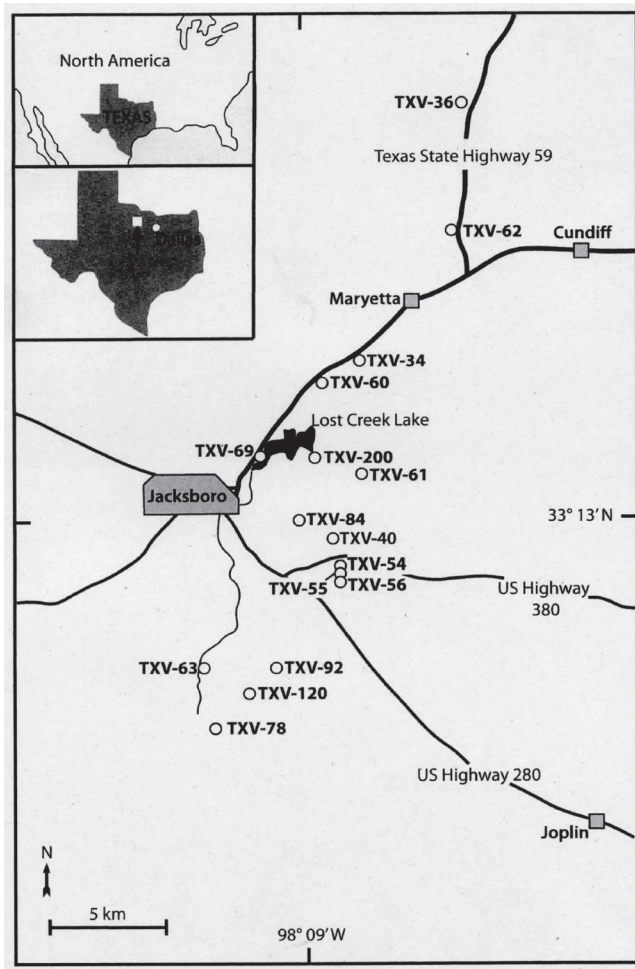 North America
TEXAS
Dallas
TXV-36
Texas State Highway 59
TXV-62
Cundiff
Maryetta
TXV-34
TXV-60
Lost Creek Lake
TXV-69
TXV-200
TXV-61
Jacksboro
TXV-84
33° 13' N
TXV-40
TXV-54
TXV-55
TXV-56
US Highway
380
TXV-63
TXV-92
TXV-120
TXV-78
US Highway 280
Joplin
N
5 km
98° 09' W